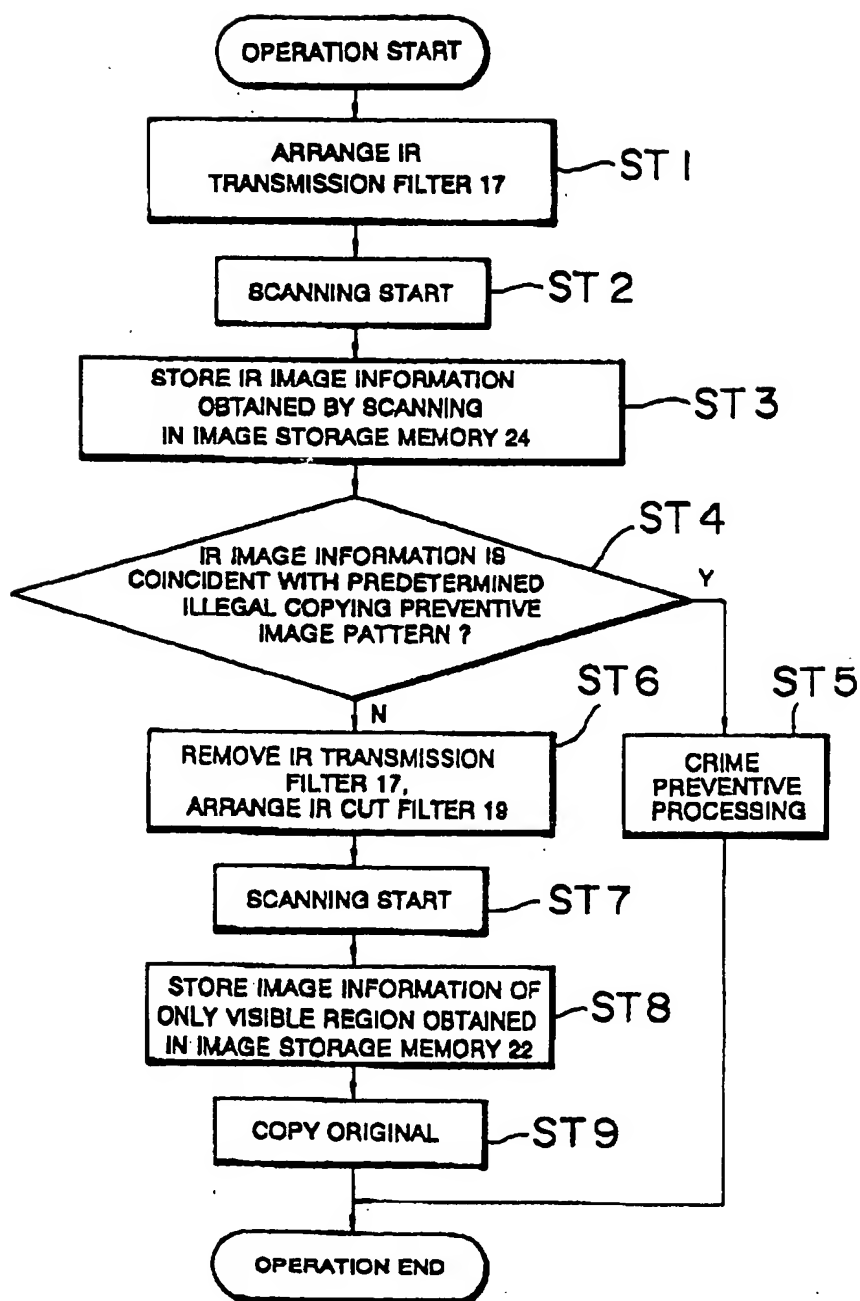 OPERATION START
ARRANGE IR
TRANSMISSION FILTER 17
ST 1
SCANNING START
ST 2
STORE IR IMAGE INFORMATION
OBTAINED BY SCANNING
IN IMAGE STORAGE MEMORY 24
ST 3
IR IMAGE INFORMATION IS
COINCIDENT WITH PREDETERMINED
ILLEGAL COPYING PREVENTIVE
IMAGE PATTERN ?
ST 4
Y
N
ST 6
REMOVE IR TRANSMISSION
FILTER 17,
ARRANGE IR CUT FILTER 19
ST 5
CRIME
PREVENTIVE
PROCESSING
SCANNING START
ST 7
STORE IMAGE INFORMATION OF
ONLY VISIBLE REGION OBTAINED
IN IMAGE STORAGE MEMORY 22
ST8
COPY ORIGINAL
ST 9
OPERATION END